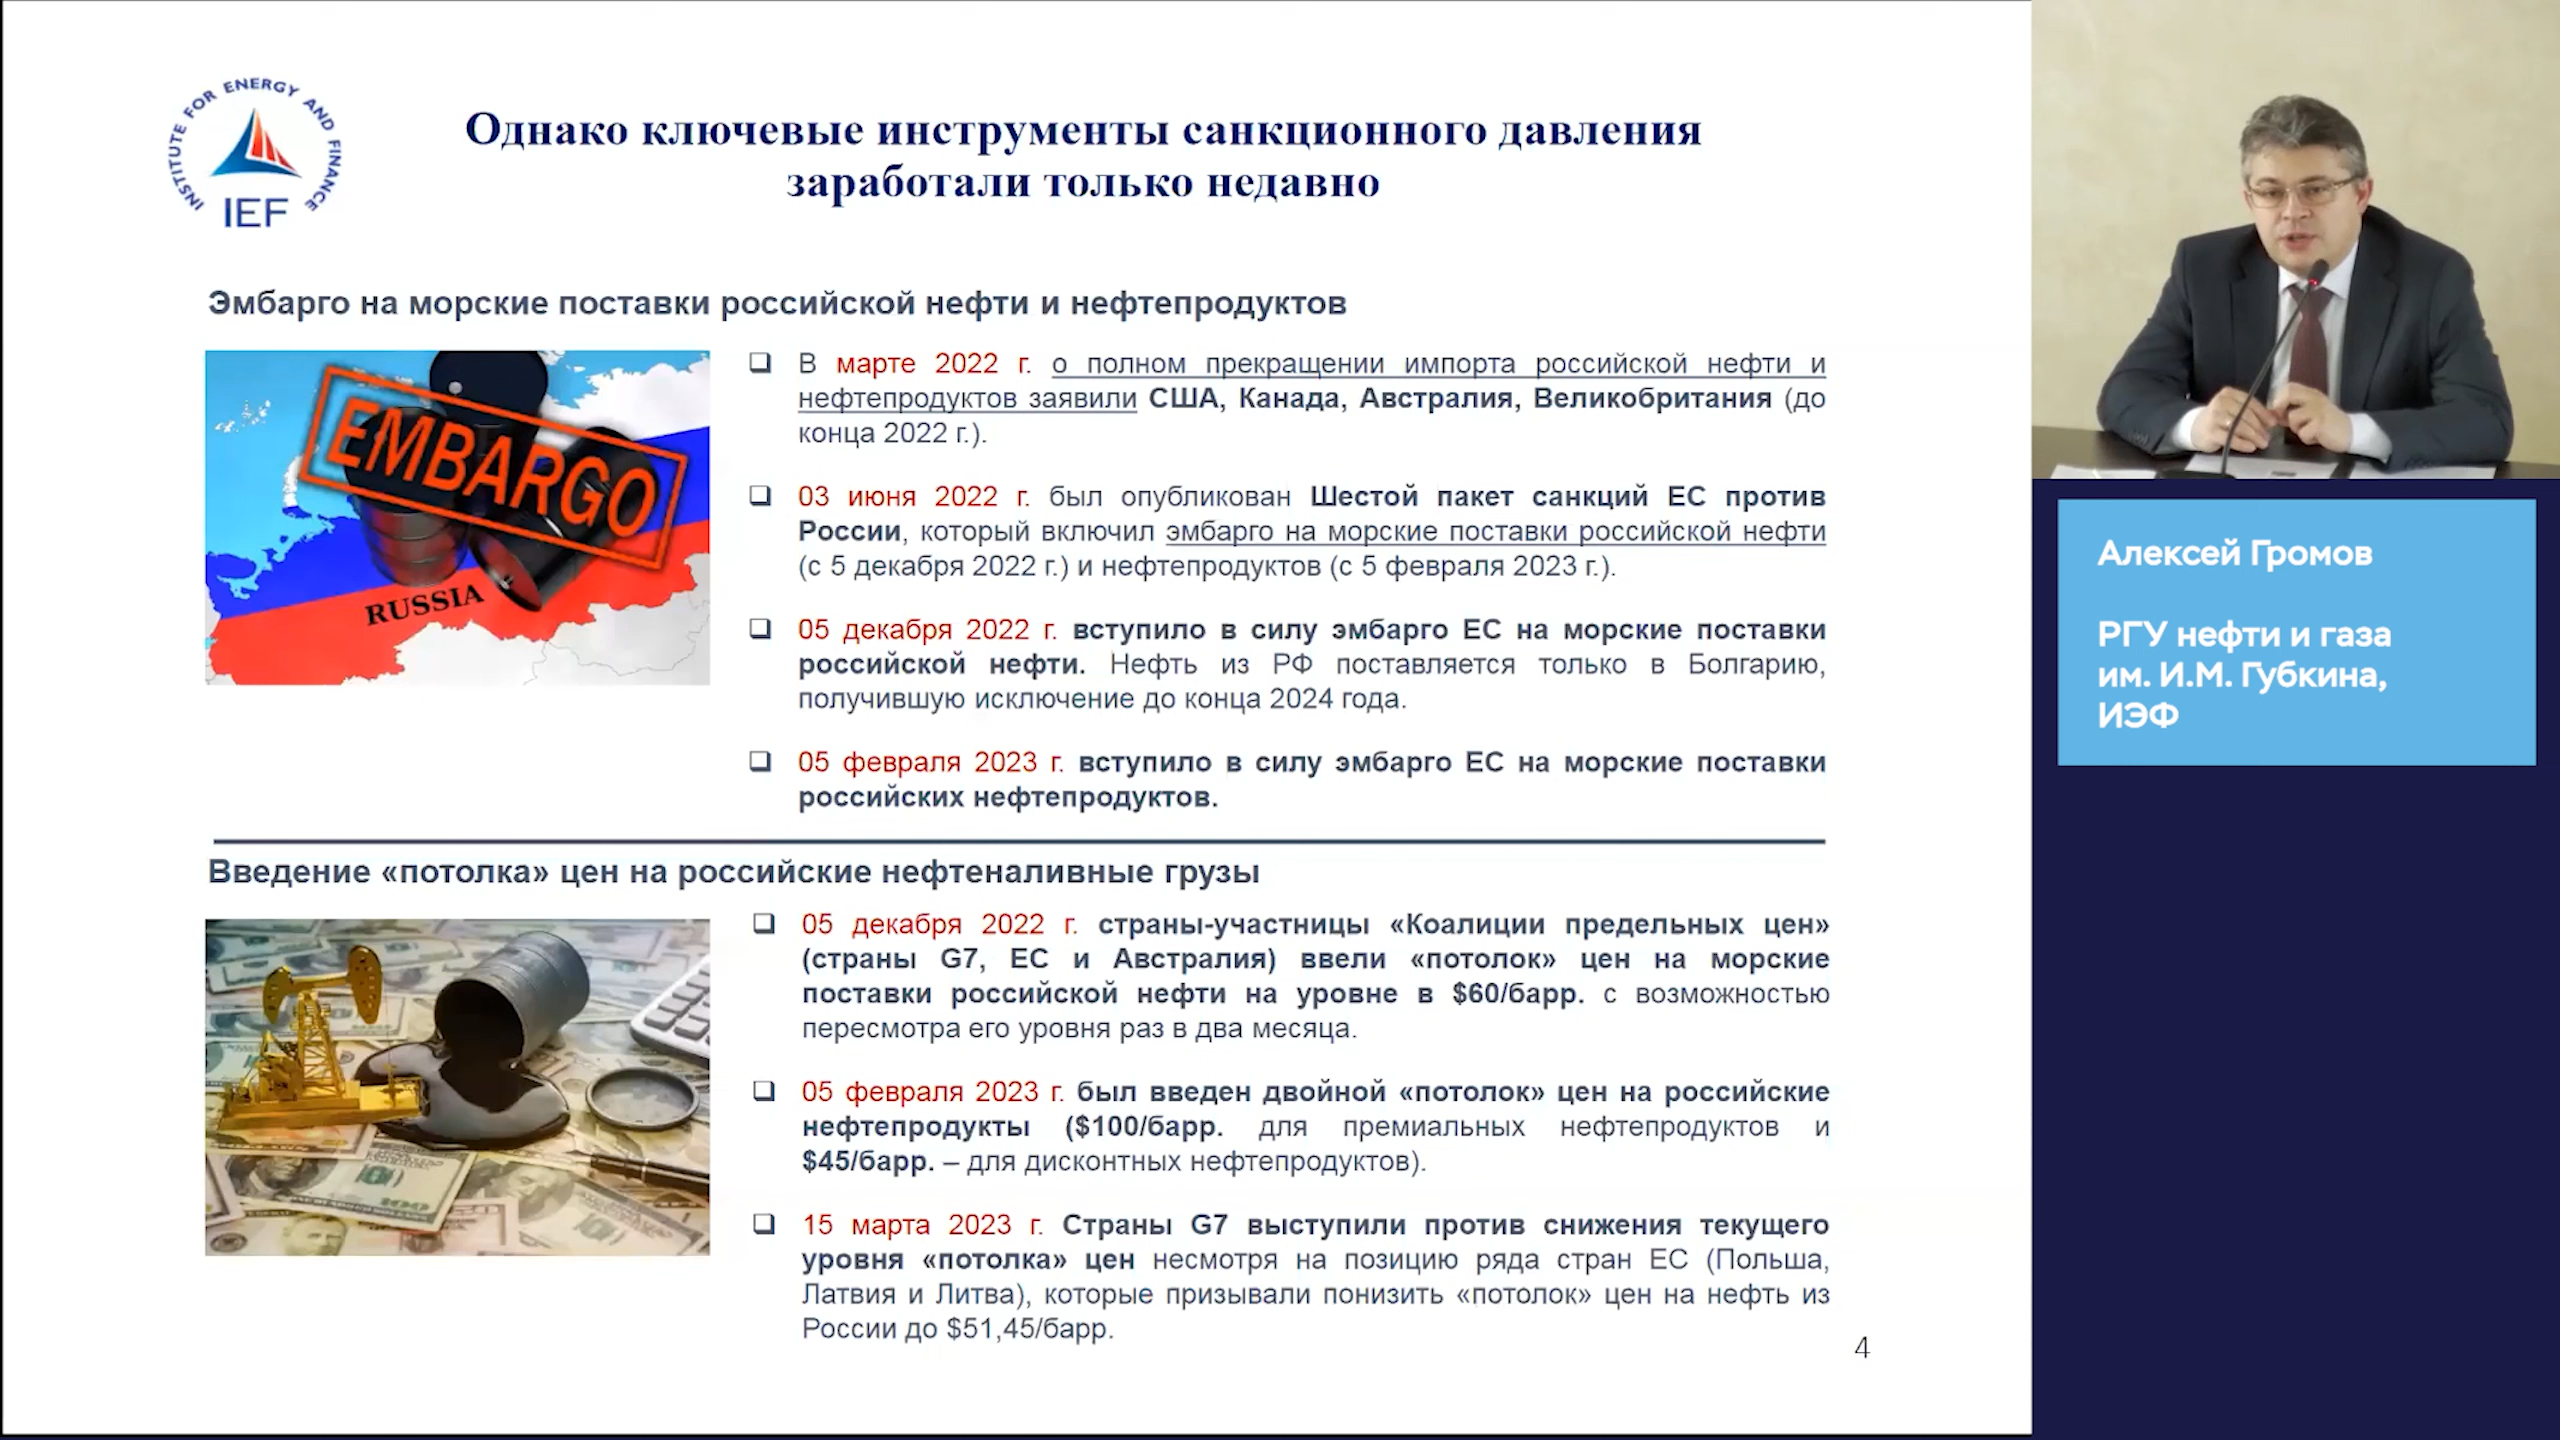 INSTITUTE FOR ENERGY AND FINANCE
IEF
Однако ключевые инструменты санкционного давления
заработали только недавно
Эмбарго на морские поставки российской нефти и нефтепродуктов
EMBARGO
RUSSIA
В марте 2022 г. о полном прекращении импорта российской нефти и
нефтепродуктов заявили США, Канада, Австралия, Великобритания (до
конца 2022 г.).
03 июня 2022 г. был опубликован Шестой пакет санкций ЕС против
России, который включил эмбарго на морские поставки российской нефти
(с 5 декабря 2022 г.) и нефтепродуктов (с 5 февраля 2023 г.).
05 декабря 2022 г. вступило в силу эмбарго ЕС на морские поставки
российской нефти. Нефть из РФ поставляется только в Болгарию,
получившую исключение до конца 2024 года.
05 февраля 2023 г. вступило в силу эмбарго ЕС на морские поставки
российских нефтепродуктов.
Введение «потолка» цен на российские нефтеналивные грузы
05 декабря 2022 г. страны-участницы «Коалиции предельных цен»
(страны G7, ЕС и Австралия) ввели «потолок» цен на морские
поставки российской нефти на уровне в $60/барр. с возможностью
пересмотра его уровня раз в два месяца.
05 февраля 2023 г. был введен двойной «потолок» цен на российские
нефтепродукты ($100/барр. для премиальных нефтепродуктов и
$45/барр. – для дисконтных нефтепродуктов).
15 марта 2023 г. Страны G7 выступили против снижения текущего
уровня «потолка» цен несмотря на позицию ряда стран ЕС (Польша,
Латвия и Литва), которые призывали понизить «потолок» цен на нефть из
России до $51,45/барр.
4
Алексей Громов
РГУ нефти и газа
им. И.М. Губкина,
ИЭФ